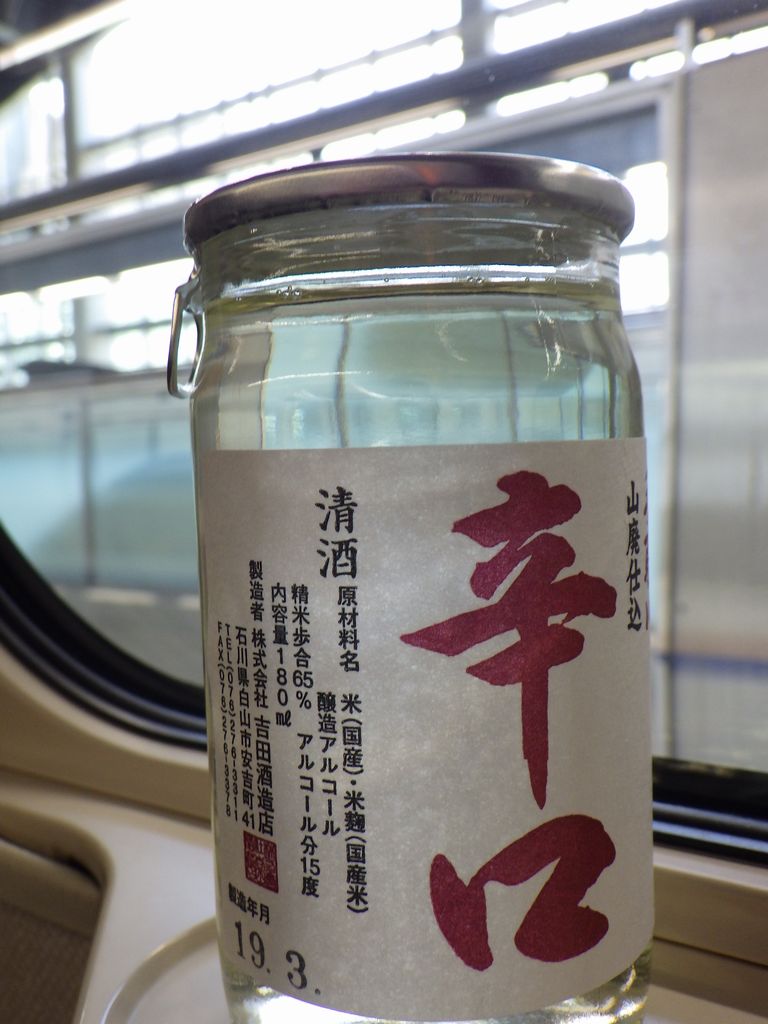 山廃仕込
辛口
清酒
原材料名 米(国産)・米麹(国産米)
醸造アルコール
精米歩合65% アルコール分15度
内容量180㎖
製造者 株式会社 吉田酒造店
石川県白山市安吉町41
TEL(076)276-3311
FAX(076)276-3378
製造年月
19.3.